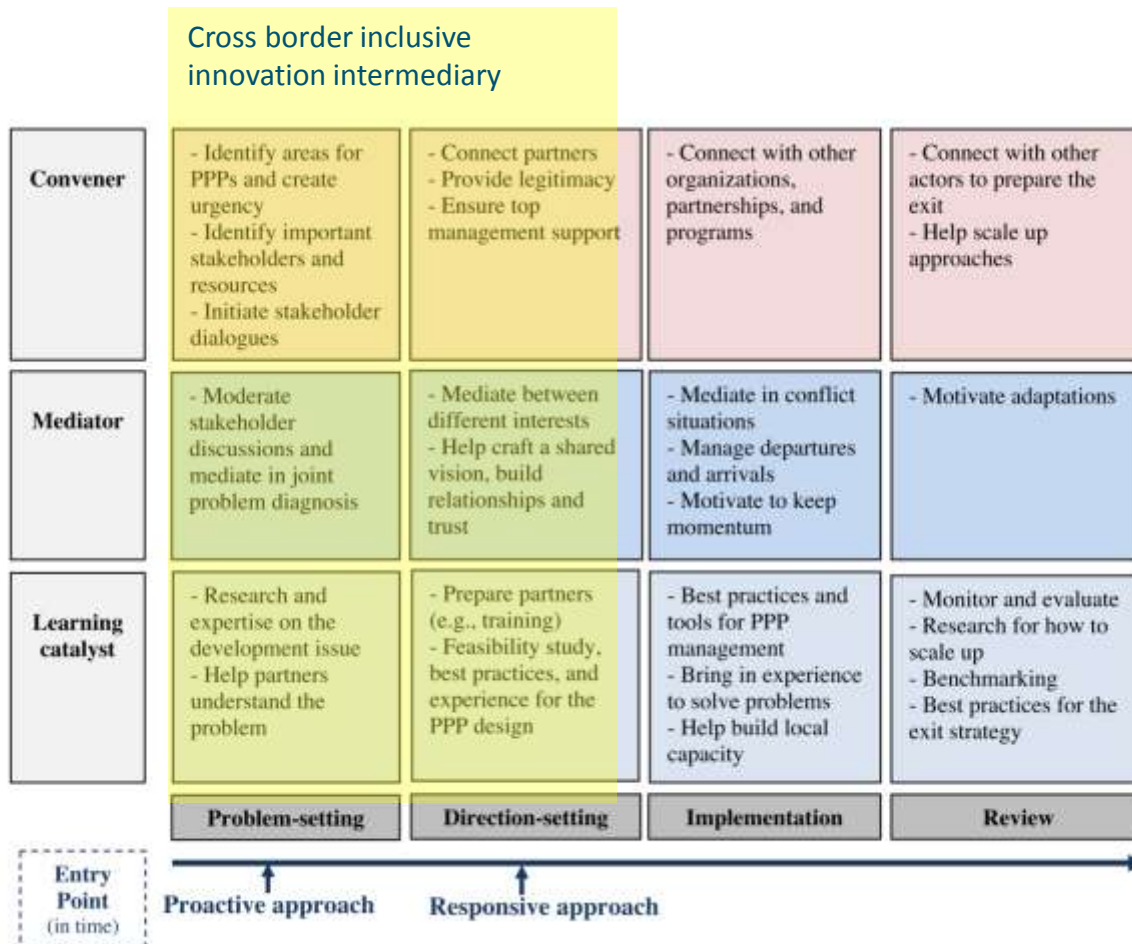 Cross border inclusive
innovation intermediary
Convener
- Identify areas for
PPPs and create
urgency
- Identify important
stakeholders and
resources
- Initiate stakeholder
dialogues
- Connect partners
- Provide legitimacy
- Ensure top
management support
- Connect with other
organizations,
partnerships, and
programs
- Connect with other
actors to prepare the
exit
- Help scale up
approaches
Mediator
- Moderate
stakeholder
discussions and
mediate in joint
problem diagnosis
- Mediate between
different interests
- Help craft a shared
vision, build
relationships and
trust
- Mediate in conflict
situations
- Manage departures
and arrivals
- Motivate to keep
momentum
- Motivate adaptations
Learning
catalyst
- Research and
expertise on the
development issue
- Help partners
understand the
problem
- Prepare partners
(e.g., training)
- Feasibility study,
best practices, and
experience for the
PPP design
- Best practices and
tools for PPP
management
- Bring in experience
to solve problems
- Help build local
capacity
- Monitor and evaluate
- Research for how to
scale up
- Benchmarking
- Best practices for the
exit strategy
Problem-setting
Direction-setting
Implementation
Review
Entry
Point
(in time)
Proactive approach
Responsive approach